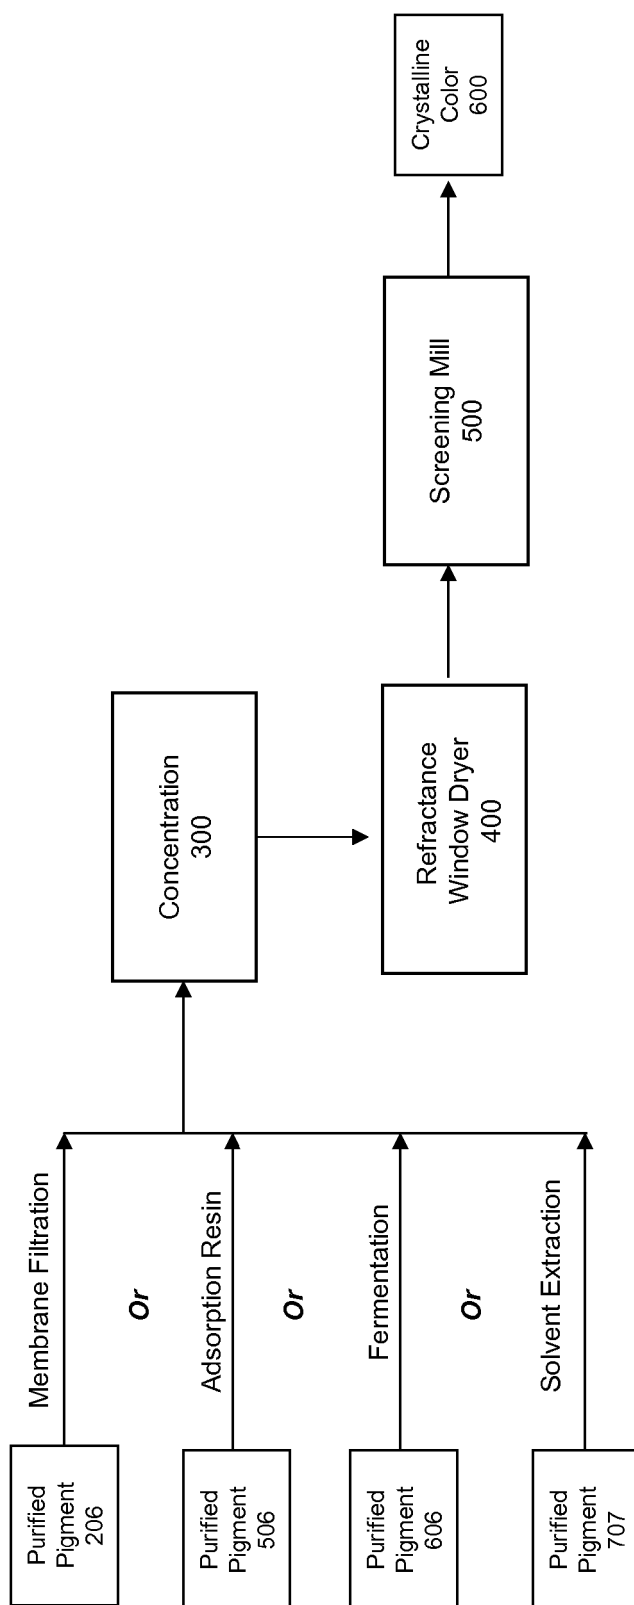 Purified
Pigment
206
Membrane Filtration
Or
Purified
Pigment
506
Adsorption Resin
Or
Purified
Pigment
606
Fermentation
Or
Purified
Pigment
707
Solvent Extraction
Concentration
300
Refractance
Window Dryer
400
Screening Mill
500
Crystalline
Color
600